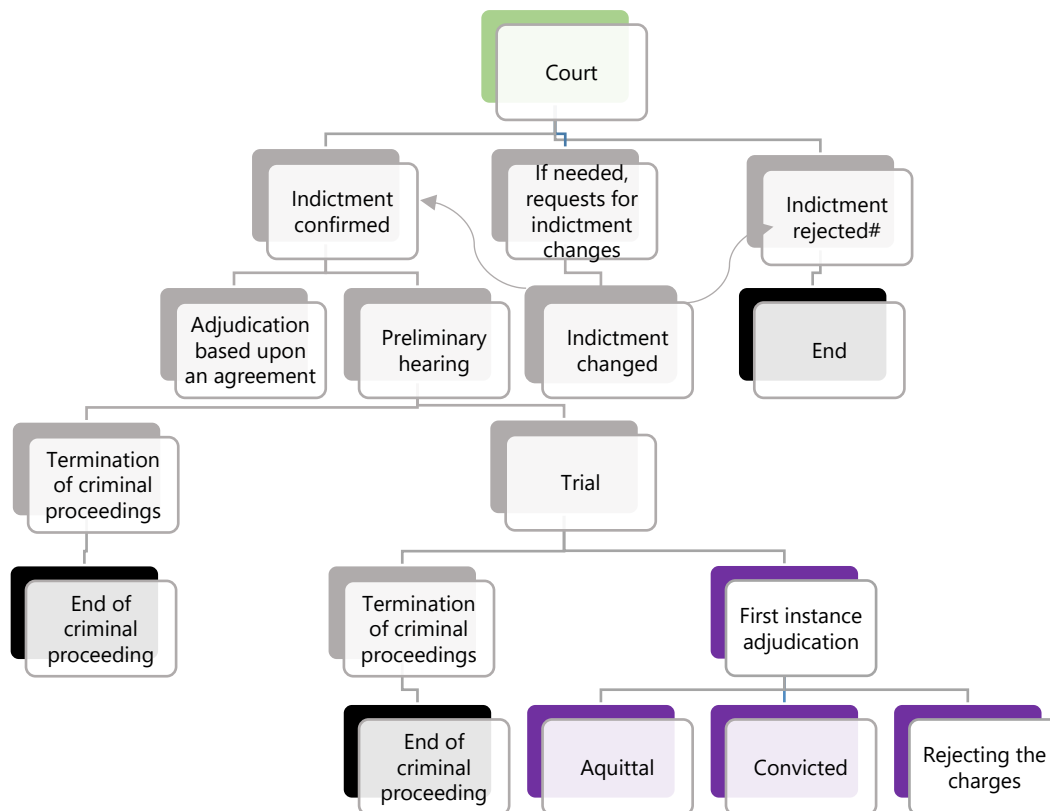 Court
Indictment
confirmed
If needed,
requests for
indictment
changes
Indictment
rejected#
Adjudication
based upon
an agreement
Preliminary
hearing
Indictment
changed
End
Termination
of criminal
proceedings
Trial
End of
criminal
proceeding
Termination
of criminal
proceedings
First instance
adjudication
End of
criminal
proceeding
Aquittal
Convicted
Rejecting the
charges